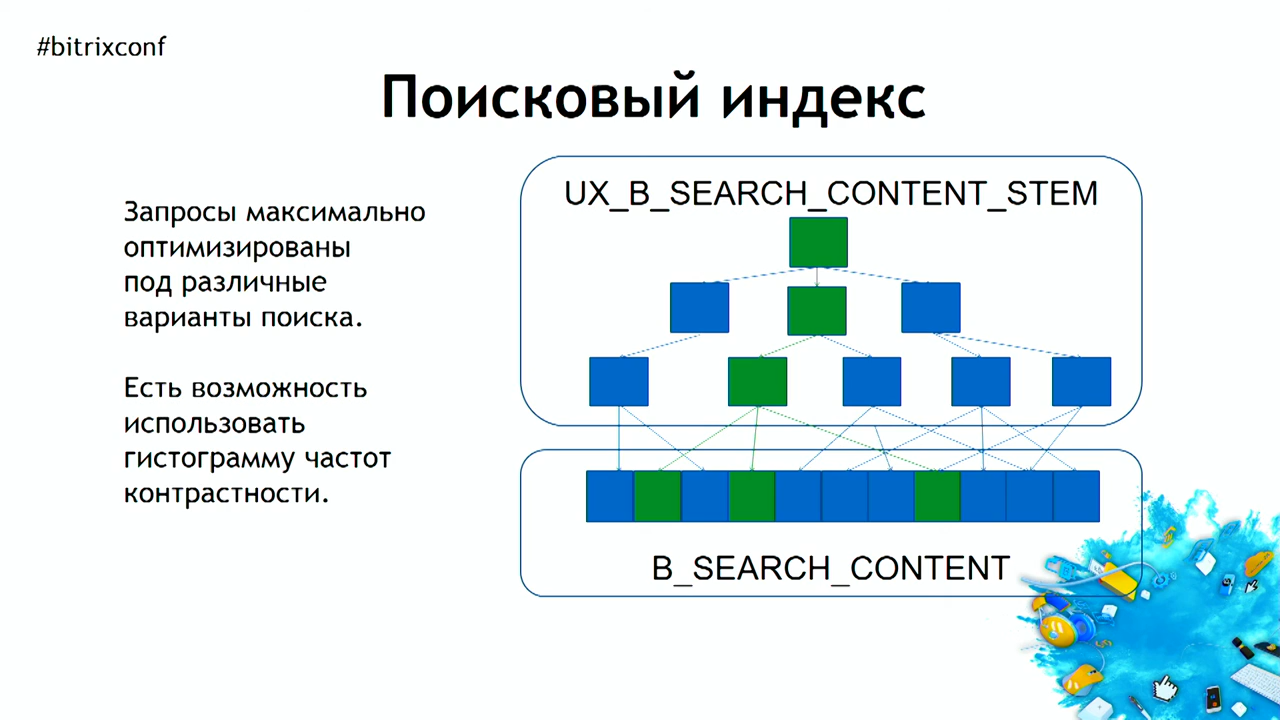 #bitrixconf
Поисковый индекс
Запросы максимально
оптимизированы
под различные
варианты поиска.
Есть возможность
использовать
гистограмму частот
контрастности.
UX_B_SEARCH_CONTENT_STEM
B_SEARCH_CONTENT